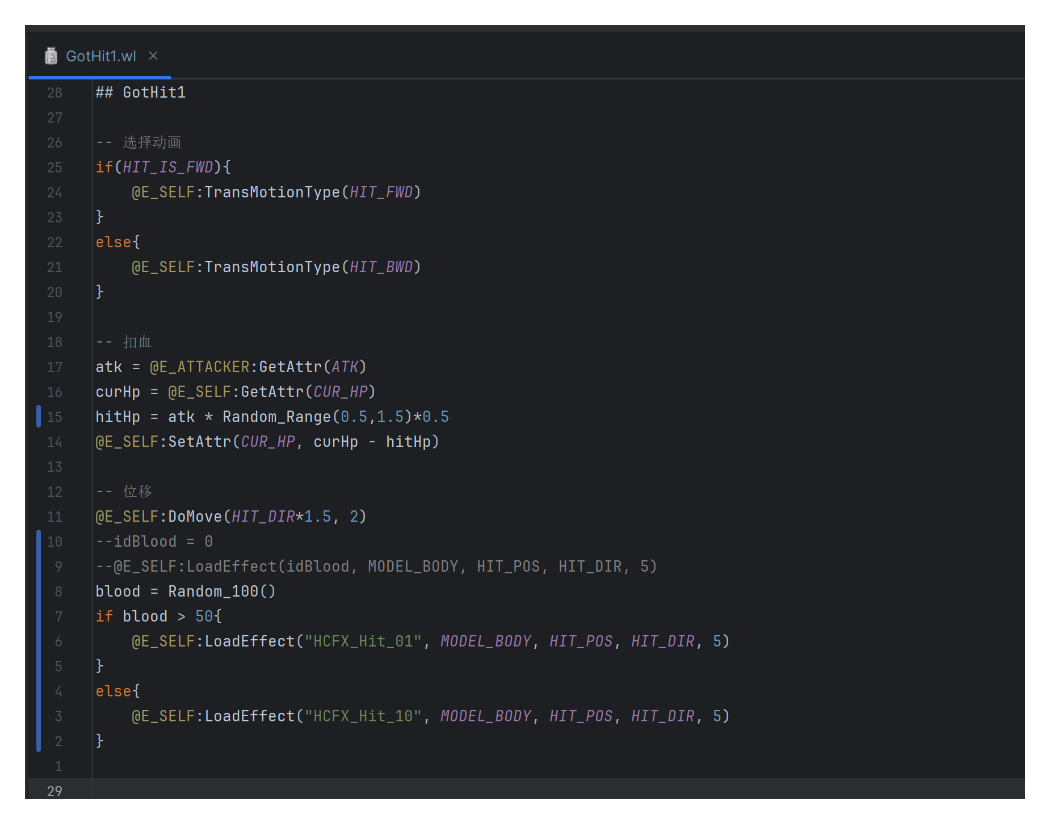 GotHit1.wl ×
28 ## GotHit1
27
26 -- 选择动画
25 if(HIT_IS_FWD){
24 @E_SELF:TransMotionType(HIT_FWD)
23 }
22 else{
21 @E_SELF:TransMotionType(HIT_BWD)
20 }
19
18 -- 扣血
17 atk = @E_ATTACKER:GetAttr(ATK)
16 curHp = @E_SELF:GetAttr(CUR_HP)
15 hitHp = atk * Random_Range(0.5,1.5)*0.5
14 @E_SELF:SetAttr(CUR_HP, curHp - hitHp)
13
12 -- 位移
11 @E_SELF:DoMove(HIT_DIR*1.5, 2)
10 --idBlood = 0
9 --@E_SELF:LoadEffect(idBlood, MODEL_BODY, HIT_POS, HIT_DIR, 5)
8 blood = Random_100()
7 if blood > 50{
6 @E_SELF:LoadEffect("HCFX_Hit_01", MODEL_BODY, HIT_POS, HIT_DIR, 5)
5 }
4 else{
3 @E_SELF:LoadEffect("HCFX_Hit_10", MODEL_BODY, HIT_POS, HIT_DIR, 5)
2 }
1
29